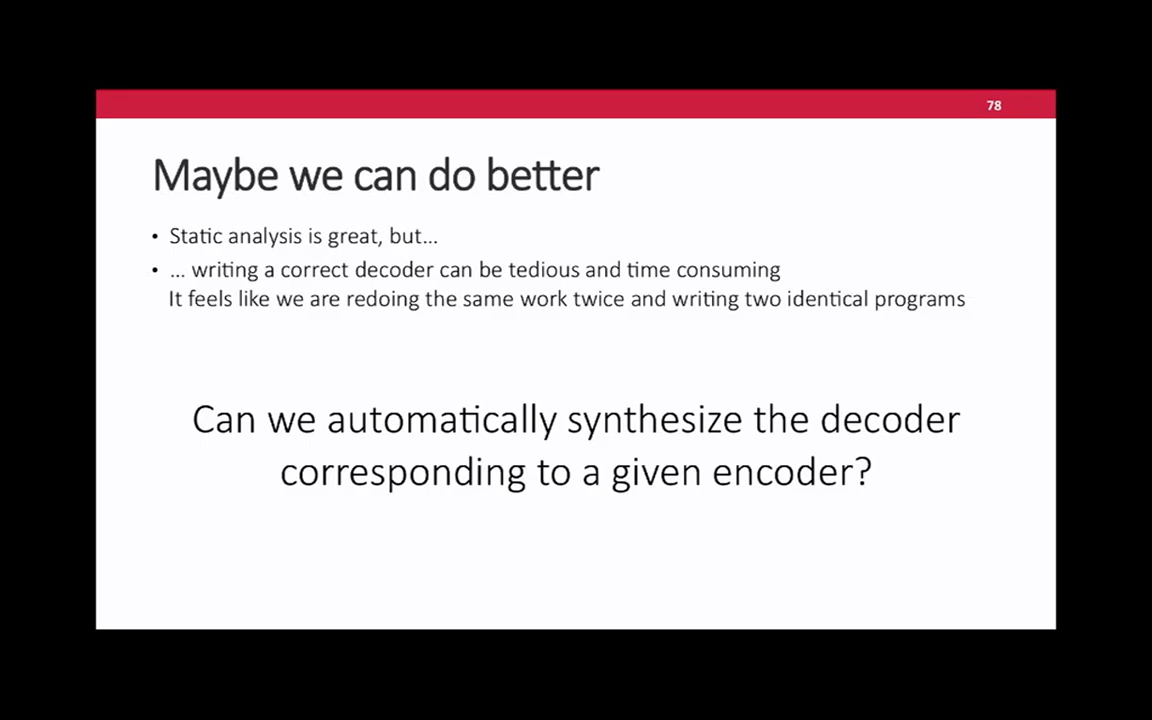 78
Maybe we can do better
• Static analysis is great, but…
• … writing a correct decoder can be tedious and time consuming
It feels like we are redoing the same work twice and writing two identical programs
Can we automatically synthesize the decoder
corresponding to a given encoder?